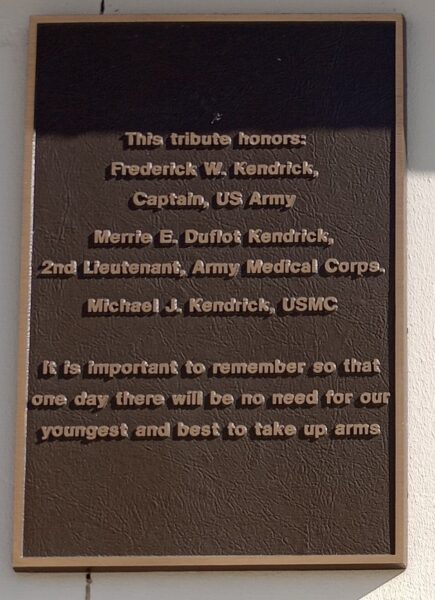 This tribute honors:
Frederick W. Kendrick,
Captain, US Army
Merrie E. Duflot Kendrick,
2nd Lieutenant, Army Medical Corps.
Michael J. Kendrick, USMC
It is important to remember so that
one day there will be no need for our
youngest and best to take up arms